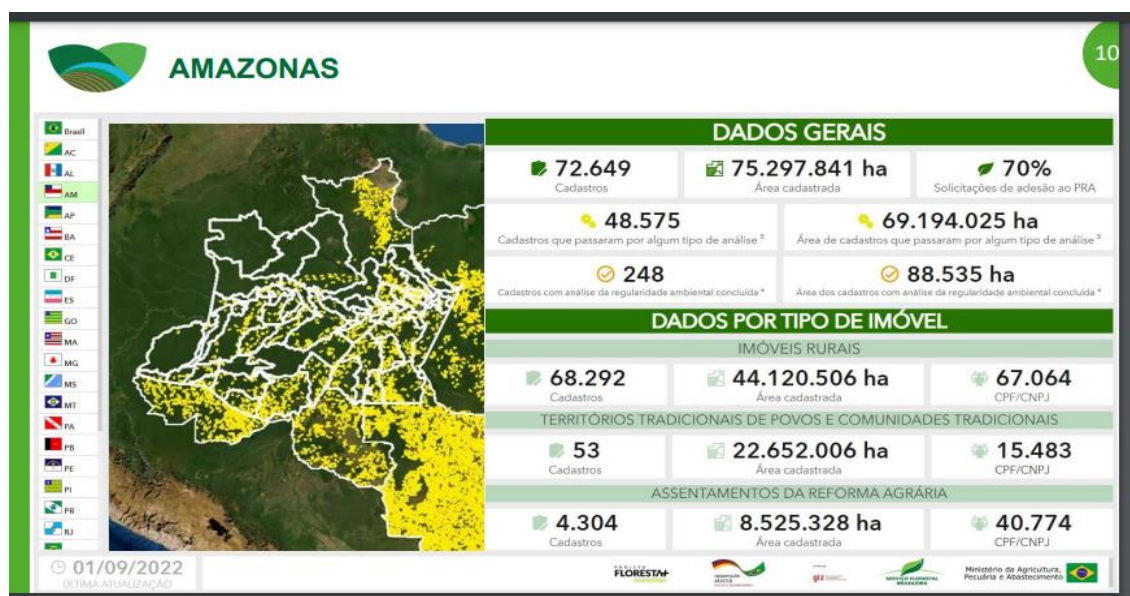 10
AMAZONAS
Brasil
AC
AL
AM
AP
BA
CE
DF
ES
GO
MA
MG
MS
MT
PA
PB
PE
PI
PR
RJ
DADOS GERAIS
72.649
Cadastros
75.297.841 ha
Área cadastrada
70%
Solicitações de adesão ao PRA
48.575
Cadastros que passaram por algum tipo de análise
69.194.025 ha
Área de cadastros que passaram por algum tipo de análise
248
Cadastros com análise da regularidade ambiental concluída
88.535 ha
Área dos cadastros com análise da regularidade ambiental concluída
DADOS POR TIPO DE IMÓVEL
IMÓVEIS RURAIS
68.292
Cadastros
44.120.506 ha
Área cadastrada
67.064
CPF/CNPJ
TERRITÓRIOS TRADICIONAIS DE POVOS E COMUNIDADES TRADICIONAIS
53
Cadastros
22.652.006 ha
Área cadastrada
15.483
CPF/CNPJ
ASSENTAMENTOS DA REFORMA AGRÁRIA
4.304
Cadastros
8.525.328 ha
Área cadastrada
40.774
CPF/CNPJ
01/09/2022
ÚLTIMA ATUALIZAÇÃO
FLORESTA+
giz
SERVIÇO FLORESTAL
BRASILEIRO
Ministério da Agricultura,
Pecuária e Abastecimento